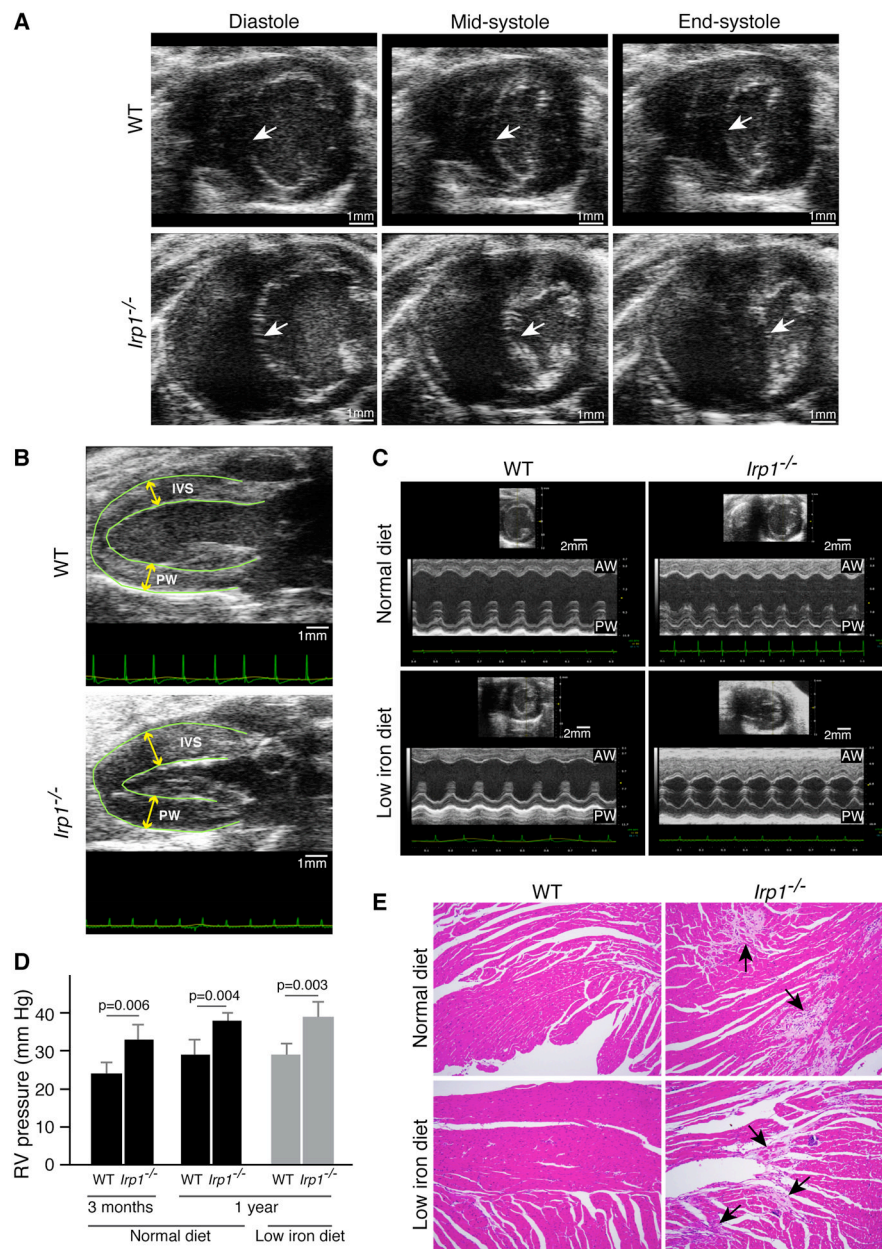 A
Diastole Mid-systole End-systole
WT
1mm 1mm 1mm
Irp1-/-
1mm 1mm 1mm
B
WT
IVS
PW
1mm
Irp1-/-
IVS
PW
1mm
C
WT Irp1-/-
Normal diet
2mm 2mm
AW AW
PW PW
Low iron diet
2mm 2mm
AW AW
PW PW
D
RV pressure (mm Hg)
40
30
20
10
0
p=0.006 p=0.004 p=0.003
WT Irp1-/- WT Irp1-/- WT Irp1-/-
3 months 1 year
Normal diet Low iron diet
E
WT Irp1-/-
Normal diet
Low iron diet